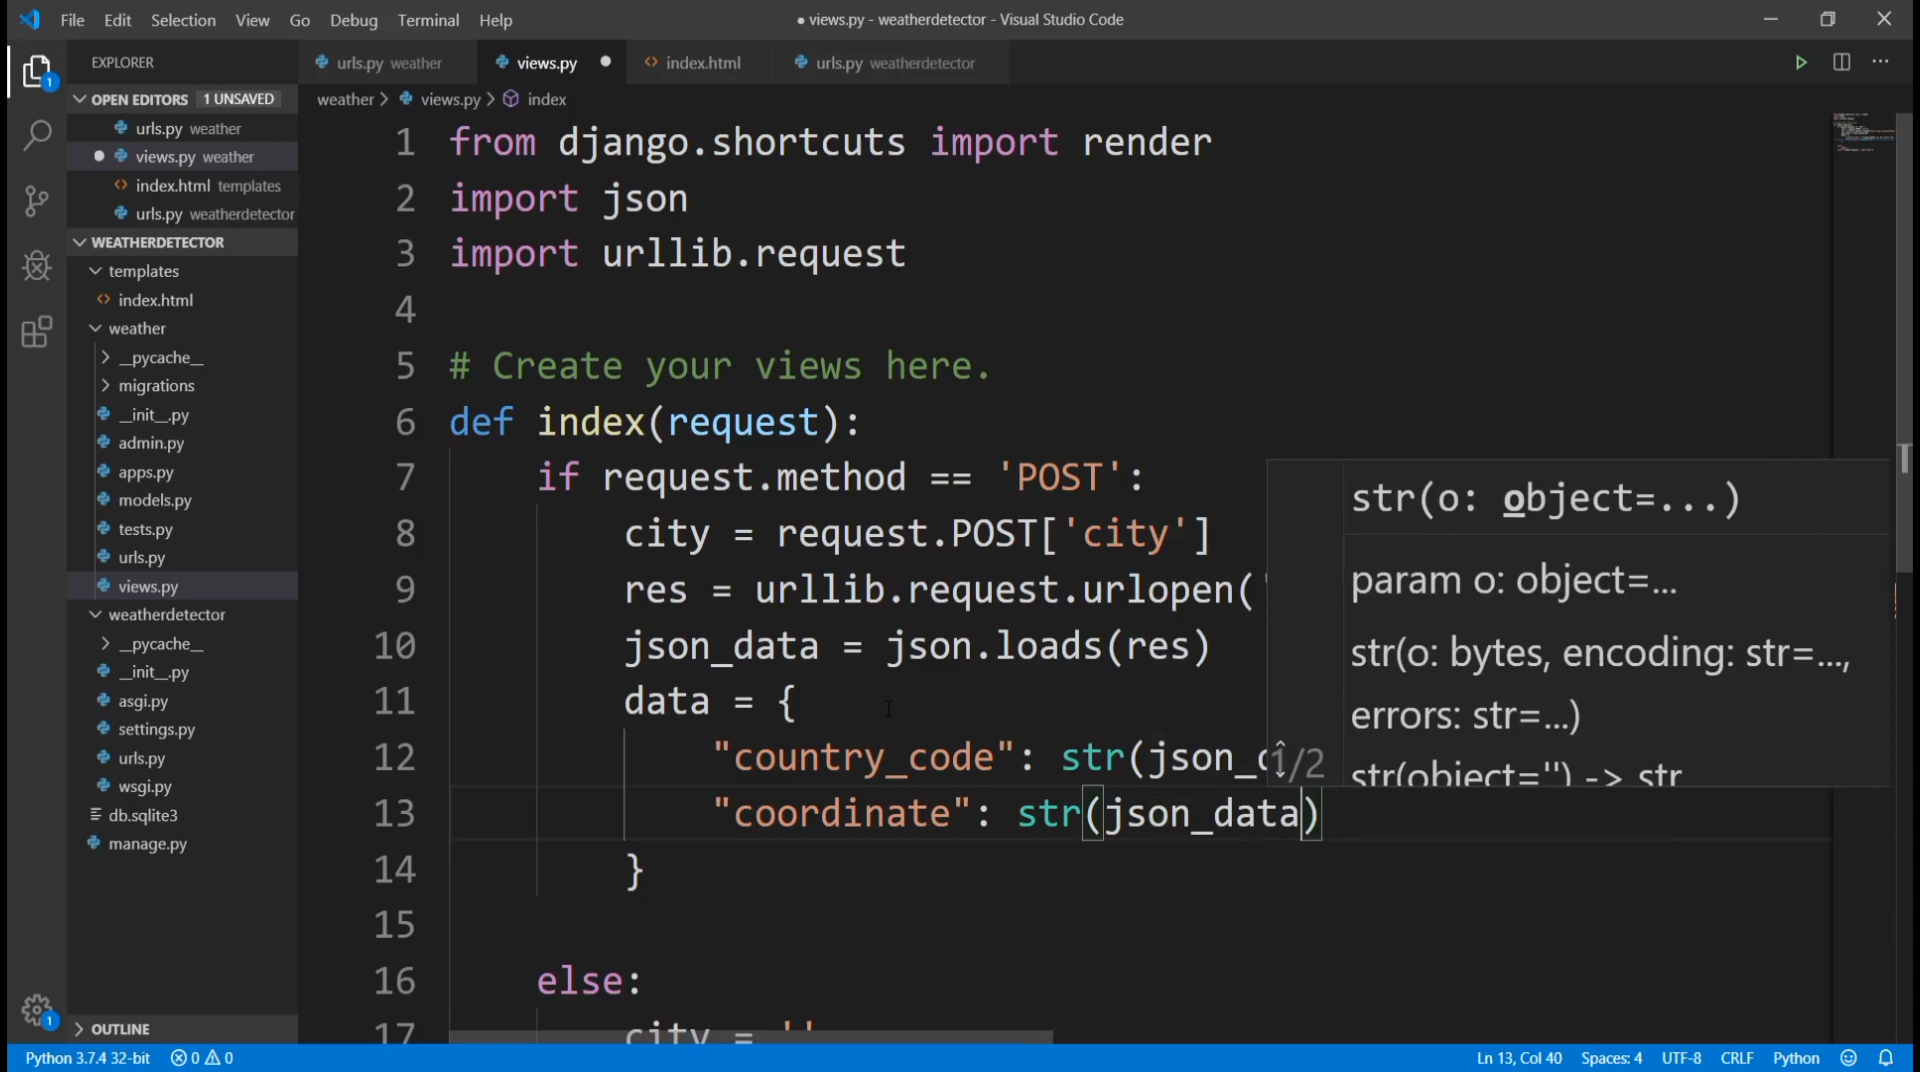 File Edit Selection View Go Debug Terminal Help
● views.py - weatherdetector - Visual Studio Code
EXPLORER
OPEN EDITORS 1 UNSAVED
urls.py weather
views.py weather
index.html templates
urls.py weatherdetector
WEATHERDETECTOR
templates
index.html
weather
__pycache__
migrations
__init__.py
admin.py
apps.py
models.py
tests.py
urls.py
views.py
weatherdetector
__pycache__
__init__.py
asgi.py
settings.py
urls.py
wsgi.py
db.sqlite3
manage.py
OUTLINE
1
1
urls.py weather
views.py
index.html
urls.py weatherdetector
weather > views.py > index
1 from django.shortcuts import render
2 import json
3 import urllib.request
4
5 # Create your views here.
6 def index(request):
7 if request.method == 'POST':
8 city = request.POST['city']
9 res = urllib.request.urlopen('
10 json_data = json.loads(res)
11 data = {
12 "country_code": str(json_d
13 "coordinate": str(json_data)
14 }
15
16 else:
17 city = ''
str(o: object=...)
param o: object=...
str(o: bytes, encoding: str=...,
errors: str=...)
str(object='') -> str
1/2
Python 3.7.4 32-bit 0 0 Ln 13, Col 40 Spaces: 4 UTF-8 CRLF Python